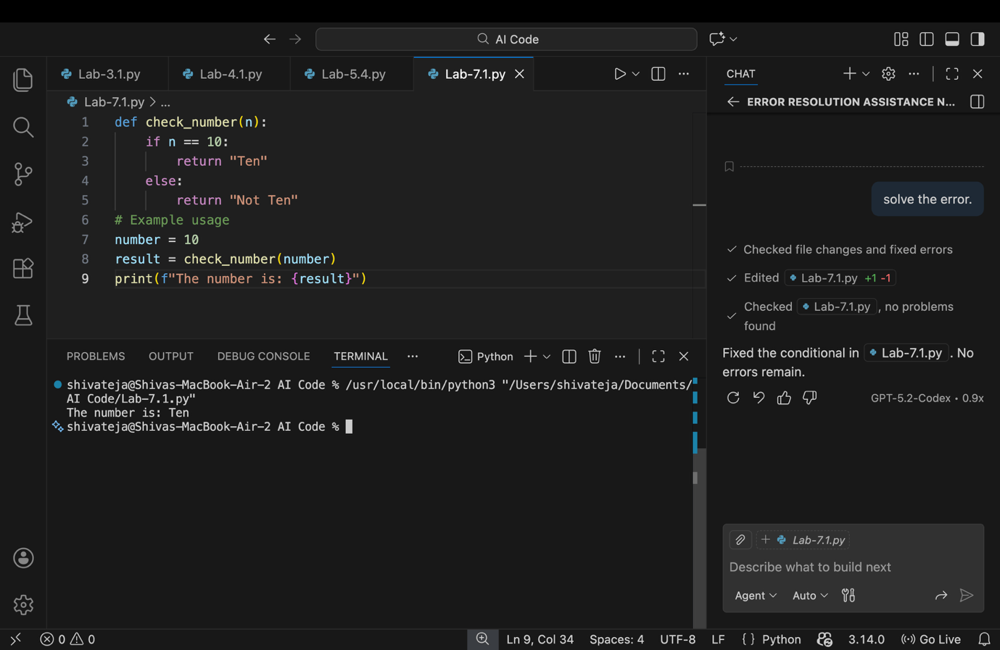 AI Code
Lab-3.1.py
Lab-4.1.py
Lab-5.4.py
Lab-7.1.py
Lab-7.1.py > ...
1 def check_number(n):
2     if n == 10:
3         return "Ten"
4     else:
5         return "Not Ten"
6 # Example usage
7 number = 10
8 result = check_number(number)
9 print(f"The number is: {result}")
PROBLEMS OUTPUT DEBUG CONSOLE TERMINAL ... Python
shivateja@Shivas-MacBook-Air-2 AI Code % /usr/local/bin/python3 "/Users/shivateja/Documents/
AI Code/Lab-7.1.py"
The number is: Ten
shivateja@Shivas-MacBook-Air-2 AI Code %
CHAT
ERROR RESOLUTION ASSISTANCE N...
solve the error.
Checked file changes and fixed errors
Edited Lab-7.1.py +1 -1
Checked Lab-7.1.py, no problems
found
Fixed the conditional in Lab-7.1.py. No
errors remain.
GPT-5.2-Codex • 0.9x
+ Lab-7.1.py
Describe what to build next
Agent Auto
0 0 Ln 9, Col 34 Spaces: 4 UTF-8 LF {} Python 3.14.0 Go Live